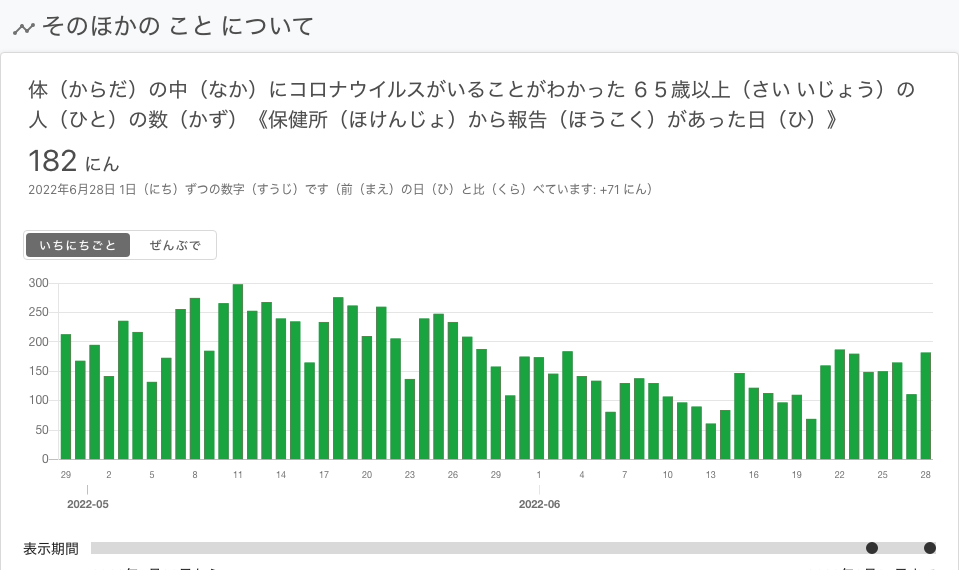 そのほかの こと について
体（からだ）の中（なか）にコロナウイルスがいることがわかった ６５歳以上（さい いじょう）の
人（ひと）の数（かず）《保健所（ほけんじょ）から報告（ほうこく）があった日（ひ）》
182 にん
2022年6月28日 1日（にち）ずつの数字（すうじ）です（前（まえ）の日（ひ）と比（くら）べています: +71 にん）
いちにちごと ぜんぶで
300
250
200
150
100
50
0
29 2 5 8 11 14 17 20 23 26 29 1 4 7 10 13 16 19 22 25 28
2022-05 2022-06
表示期間